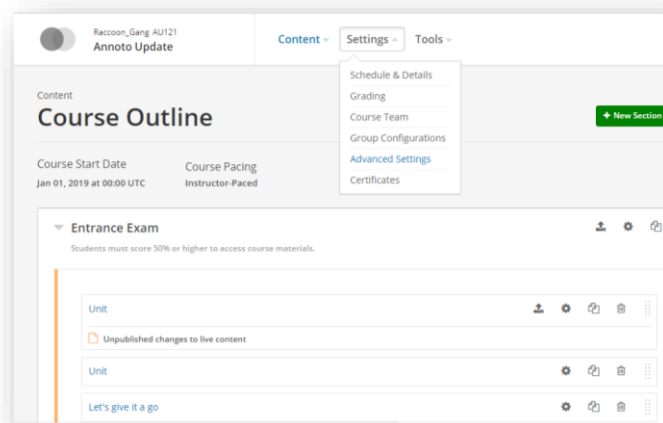 Raccoon_Gang AU121
Annoto Update
Content
Settings
Tools
Schedule & Details
Grading
Course Team
Group Configurations
Advanced Settings
Certificates
Content
Course Outline
+ New Section
Course Start Date
Jan 01, 2019 at 00:00 UTC
Course Pacing
Instructor-Paced
Entrance Exam
Students must score 50% or higher to access course materials.
Unit
Unpublished changes to live content
Unit
Let's give it a go